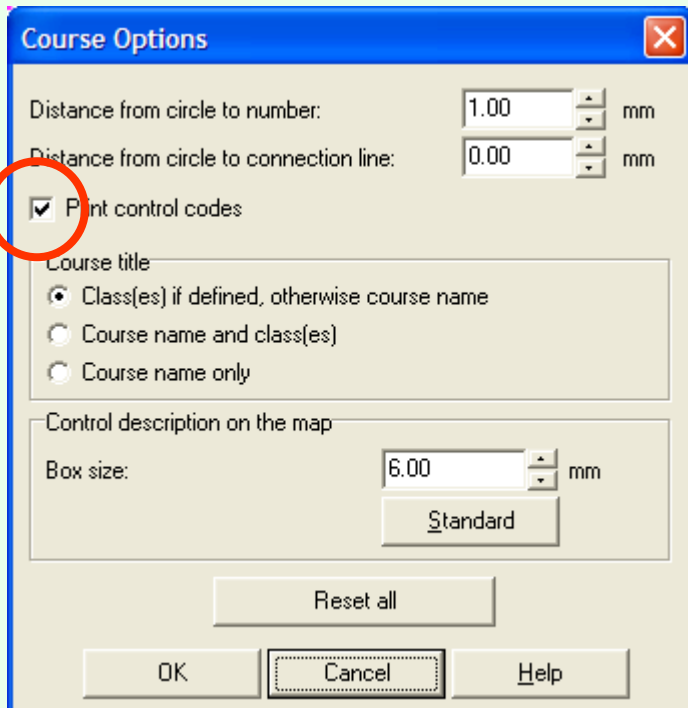 Course Options
Distance from circle to number: 1.00 mm
Distance from circle to connection line: 0.00 mm
Print control codes
Course title
Class(es) if defined, otherwise course name
Course name and class(es)
Course name only
Control description on the map
Box size: 6.00 mm
Standard
Reset all
OK Cancel Help